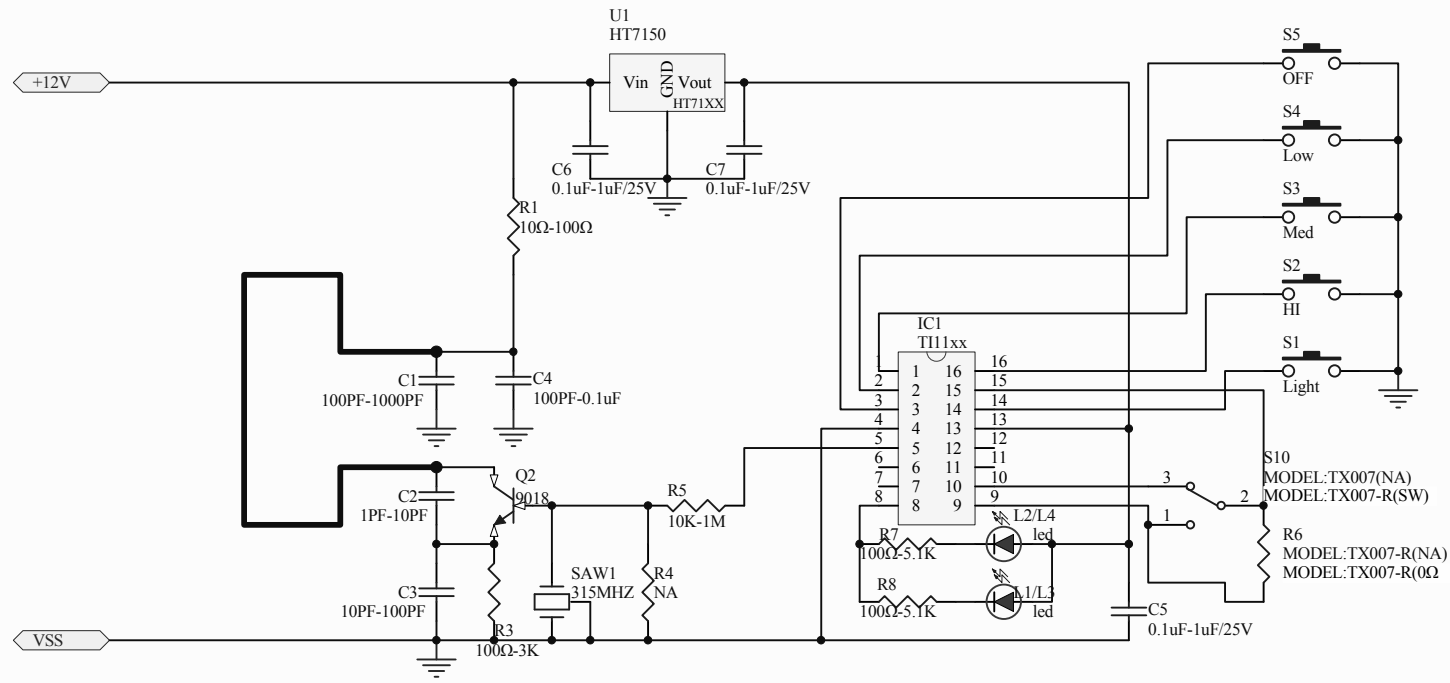 U1
HT7150
+12V
Vin
GND
Vout
HT71XX
C6
0.1uF-1uF/25V
C7
0.1uF-1uF/25V
R1
10Ω-100Ω
C1
100PF-1000PF
C4
100PF-0.1uF
C2
1PF-10PF
Q2
9018
C3
10PF-100PF
R3
100Ω-3K
VSS
SAW1
315MHZ
R4
NA
R5
10K-1M
S5
OFF
S4
Low
S3
Med
S2
HI
S1
Light
IC1
TI11xx
1 1 16 16
2 2 15 15
3 3 14 14
4 4 13 13
5 5 12 12
6 6 11 11
7 7 10 10
8 8 9 9
R7
100Ω-5.1K
L2/L4
led
R8
100Ω-5.1K
L1/L3
led
C5
0.1uF-1uF/25V
S10
MODEL:TX007(NA)
MODEL:TX007-R(SW)
3
2
1
R6
MODEL:TX007-R(NA)
MODEL:TX007-R(0Ω